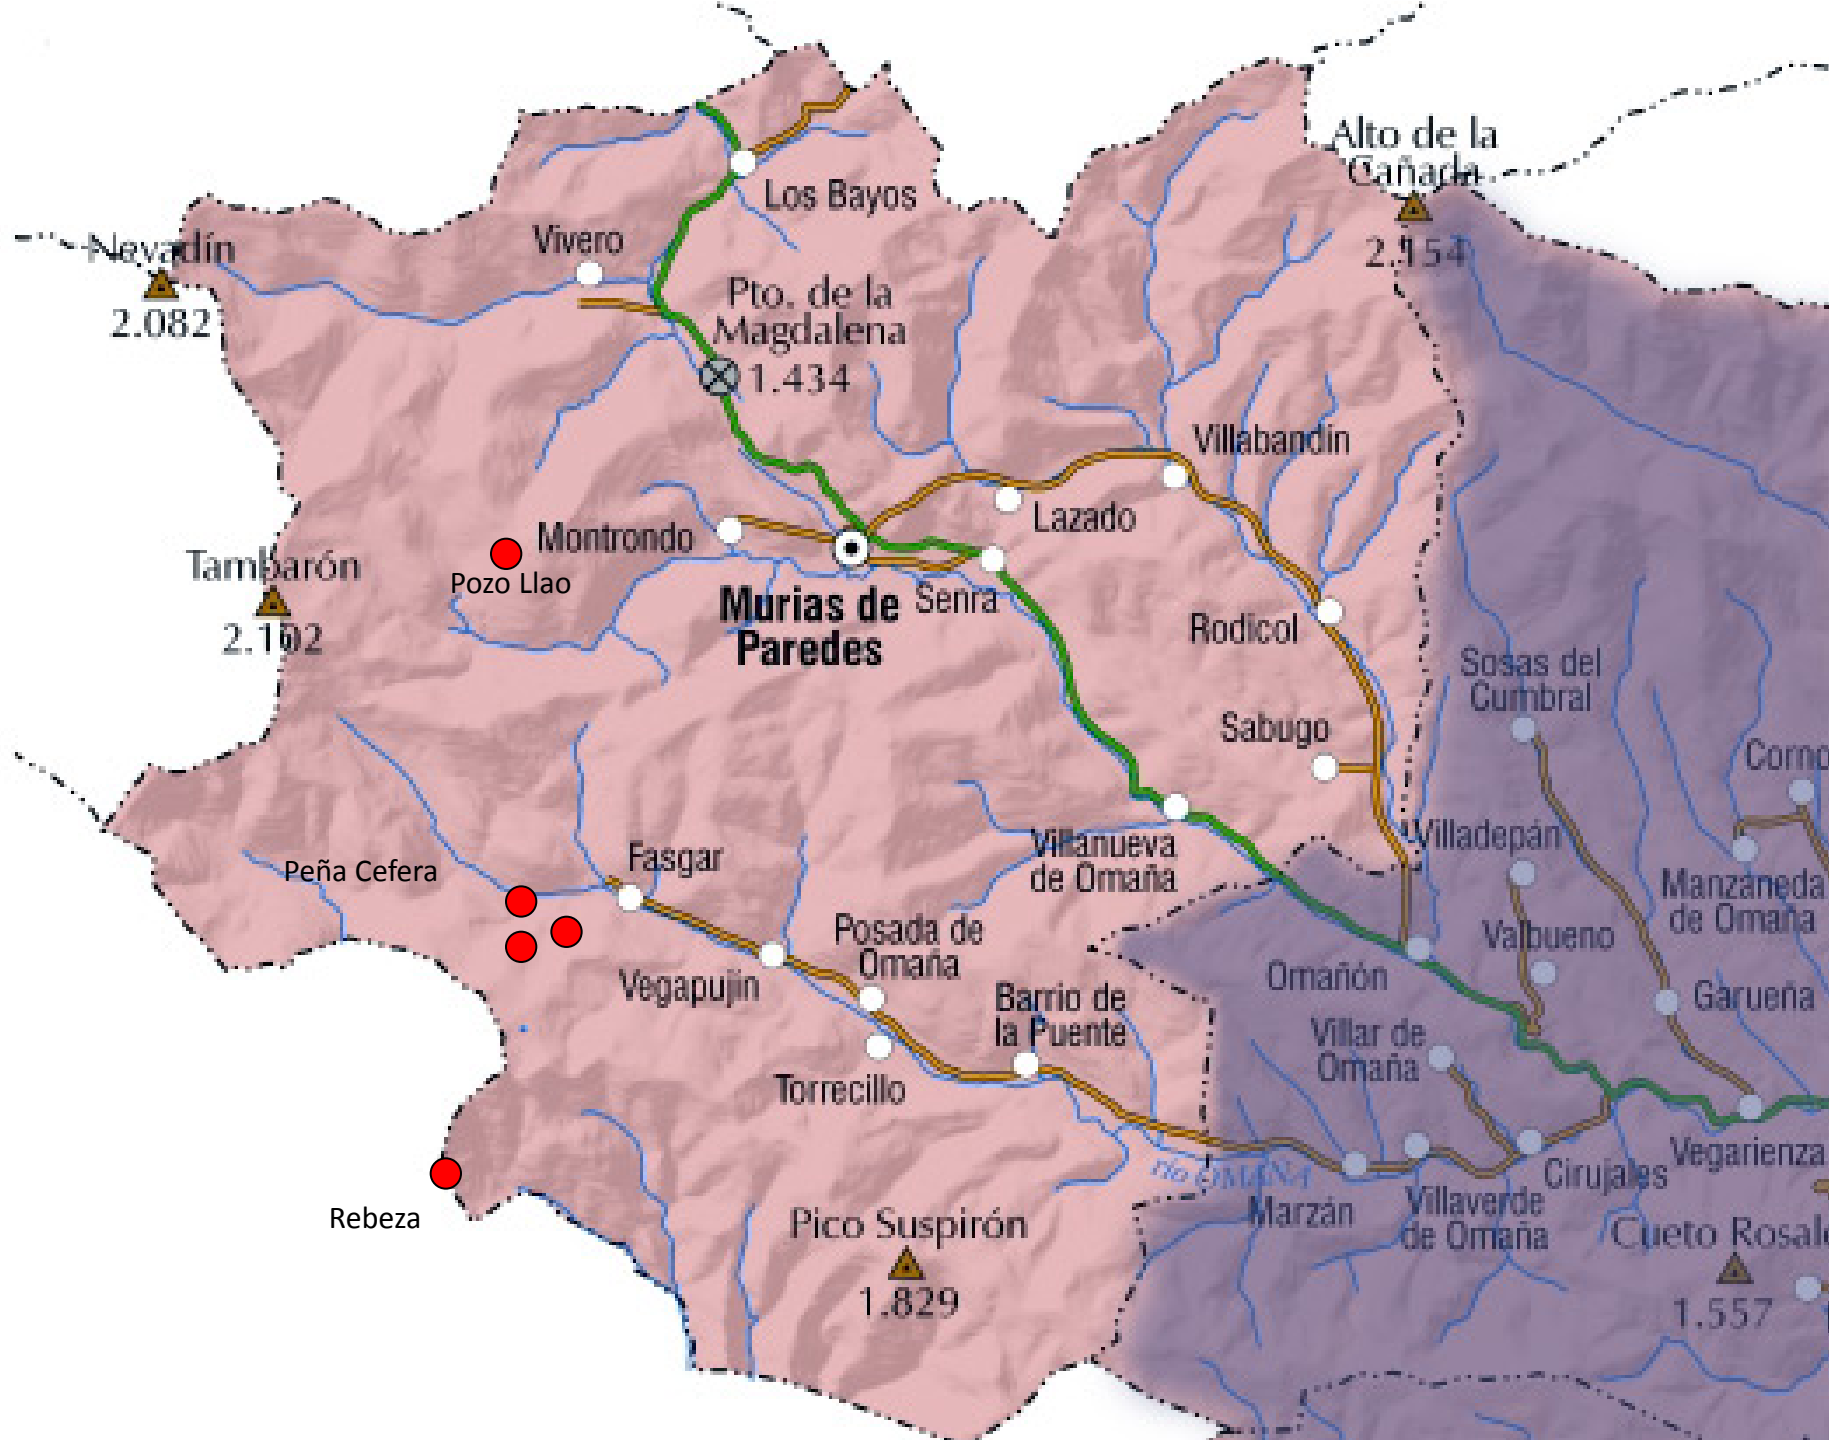 Alto de la
Cañada
2.154
Los Bayos
Vivero
Nevadín
2.082
Pto. de la
Magdalena
1.434
Villabandín
Lazado
Montrondo
Pozo Llao
Tambarón
2.102
Murias de
Paredes
Senra
Rodicol
Sosas del
Cumbral
Sabugo
Villadepán
Villanueva
de Omaña
Manzaneda
de Omaña
Fasgar
Peña Cefera
Posada de
Omaña
Valbueno
Omañón
Garueña
Vegapujín
Barrio de
la Puente
Villar de
Omaña
Torrecillo
Vegarienza
Cirujales
río OMAÑA
Marzán
Villaverde
de Omaña
Rebeza
Pico Suspirón
1.829
1.557